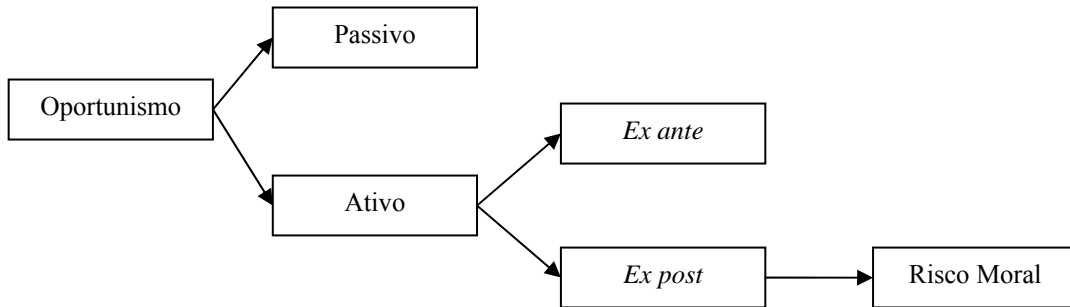 Passivo
Oportunismo
Ex ante
Ativo
Ex post
Risco Moral